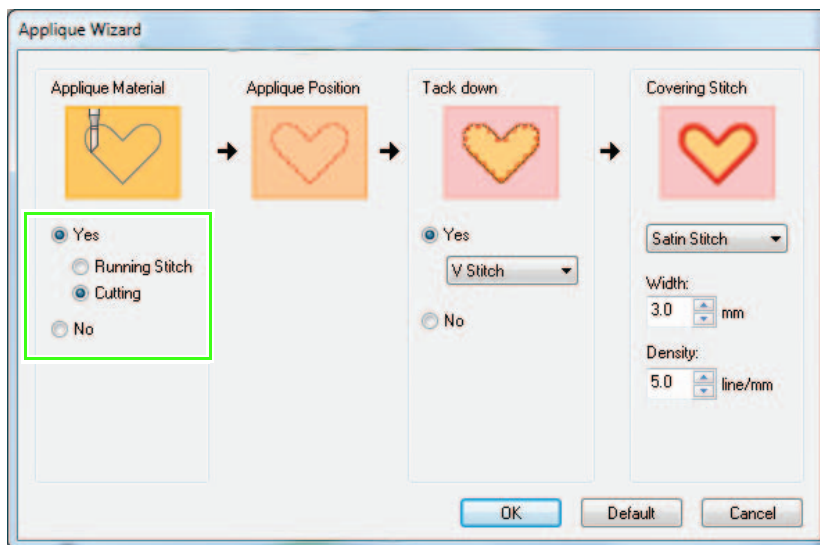 Applique Wizard
Applique Material
Yes
Running Stitch
Cutting
No
Applique Position
Tack down
Yes
V Stitch
No
Covering Stitch
Satin Stitch
Width:
3.0 mm
Density:
5.0 line/mm
OK Default Cancel